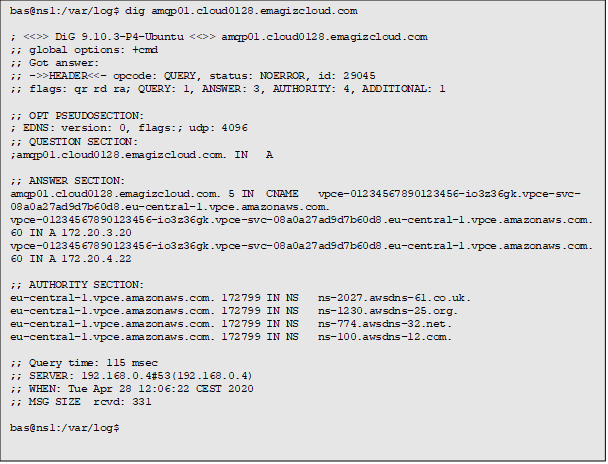 bas@ns1:/var/log$ dig amqp01.cloud0128.emagizcloud.com
; <<>> DiG 9.10.3-P4-Ubuntu <<>> amqp01.cloud0128.emagizcloud.com
;; global options: +cmd
;; Got answer:
;; ->>HEADER<<- opcode: QUERY, status: NOERROR, id: 29045
;; flags: qr rd ra; QUERY: 1, ANSWER: 3, AUTHORITY: 4, ADDITIONAL: 1
;; OPT PSEUDOSECTION:
; EDNS: version: 0, flags:; udp: 4096
;; QUESTION SECTION:
;amqp01.cloud0128.emagizcloud.com. IN A
;; ANSWER SECTION:
amqp01.cloud0128.emagizcloud.com. 5 IN CNAME vpce-01234567890123456-io3z36gk.vpce-svc-
08a0a27ad9d7b60d8.eu-central-1.vpce.amazonaws.com.
vpce-01234567890123456-io3z36gk.vpce-svc-08a0a27ad9d7b60d8.eu-central-1.vpce.amazonaws.com.
60 IN A 172.20.3.20
vpce-01234567890123456-io3z36gk.vpce-svc-08a0a27ad9d7b60d8.eu-central-1.vpce.amazonaws.com.
60 IN A 172.20.4.22
;; AUTHORITY SECTION:
eu-central-1.vpce.amazonaws.com. 172799 IN NS ns-2027.awsdns-61.co.uk.
eu-central-1.vpce.amazonaws.com. 172799 IN NS ns-1230.awsdns-25.org.
eu-central-1.vpce.amazonaws.com. 172799 IN NS ns-774.awsdns-32.net.
eu-central-1.vpce.amazonaws.com. 172799 IN NS ns-100.awsdns-12.com.
;; Query time: 115 msec
;; SERVER: 192.168.0.4#53(192.168.0.4)
;; WHEN: Tue Apr 28 12:06:22 CEST 2020
;; MSG SIZE rcvd: 331
bas@ns1:/var/log$